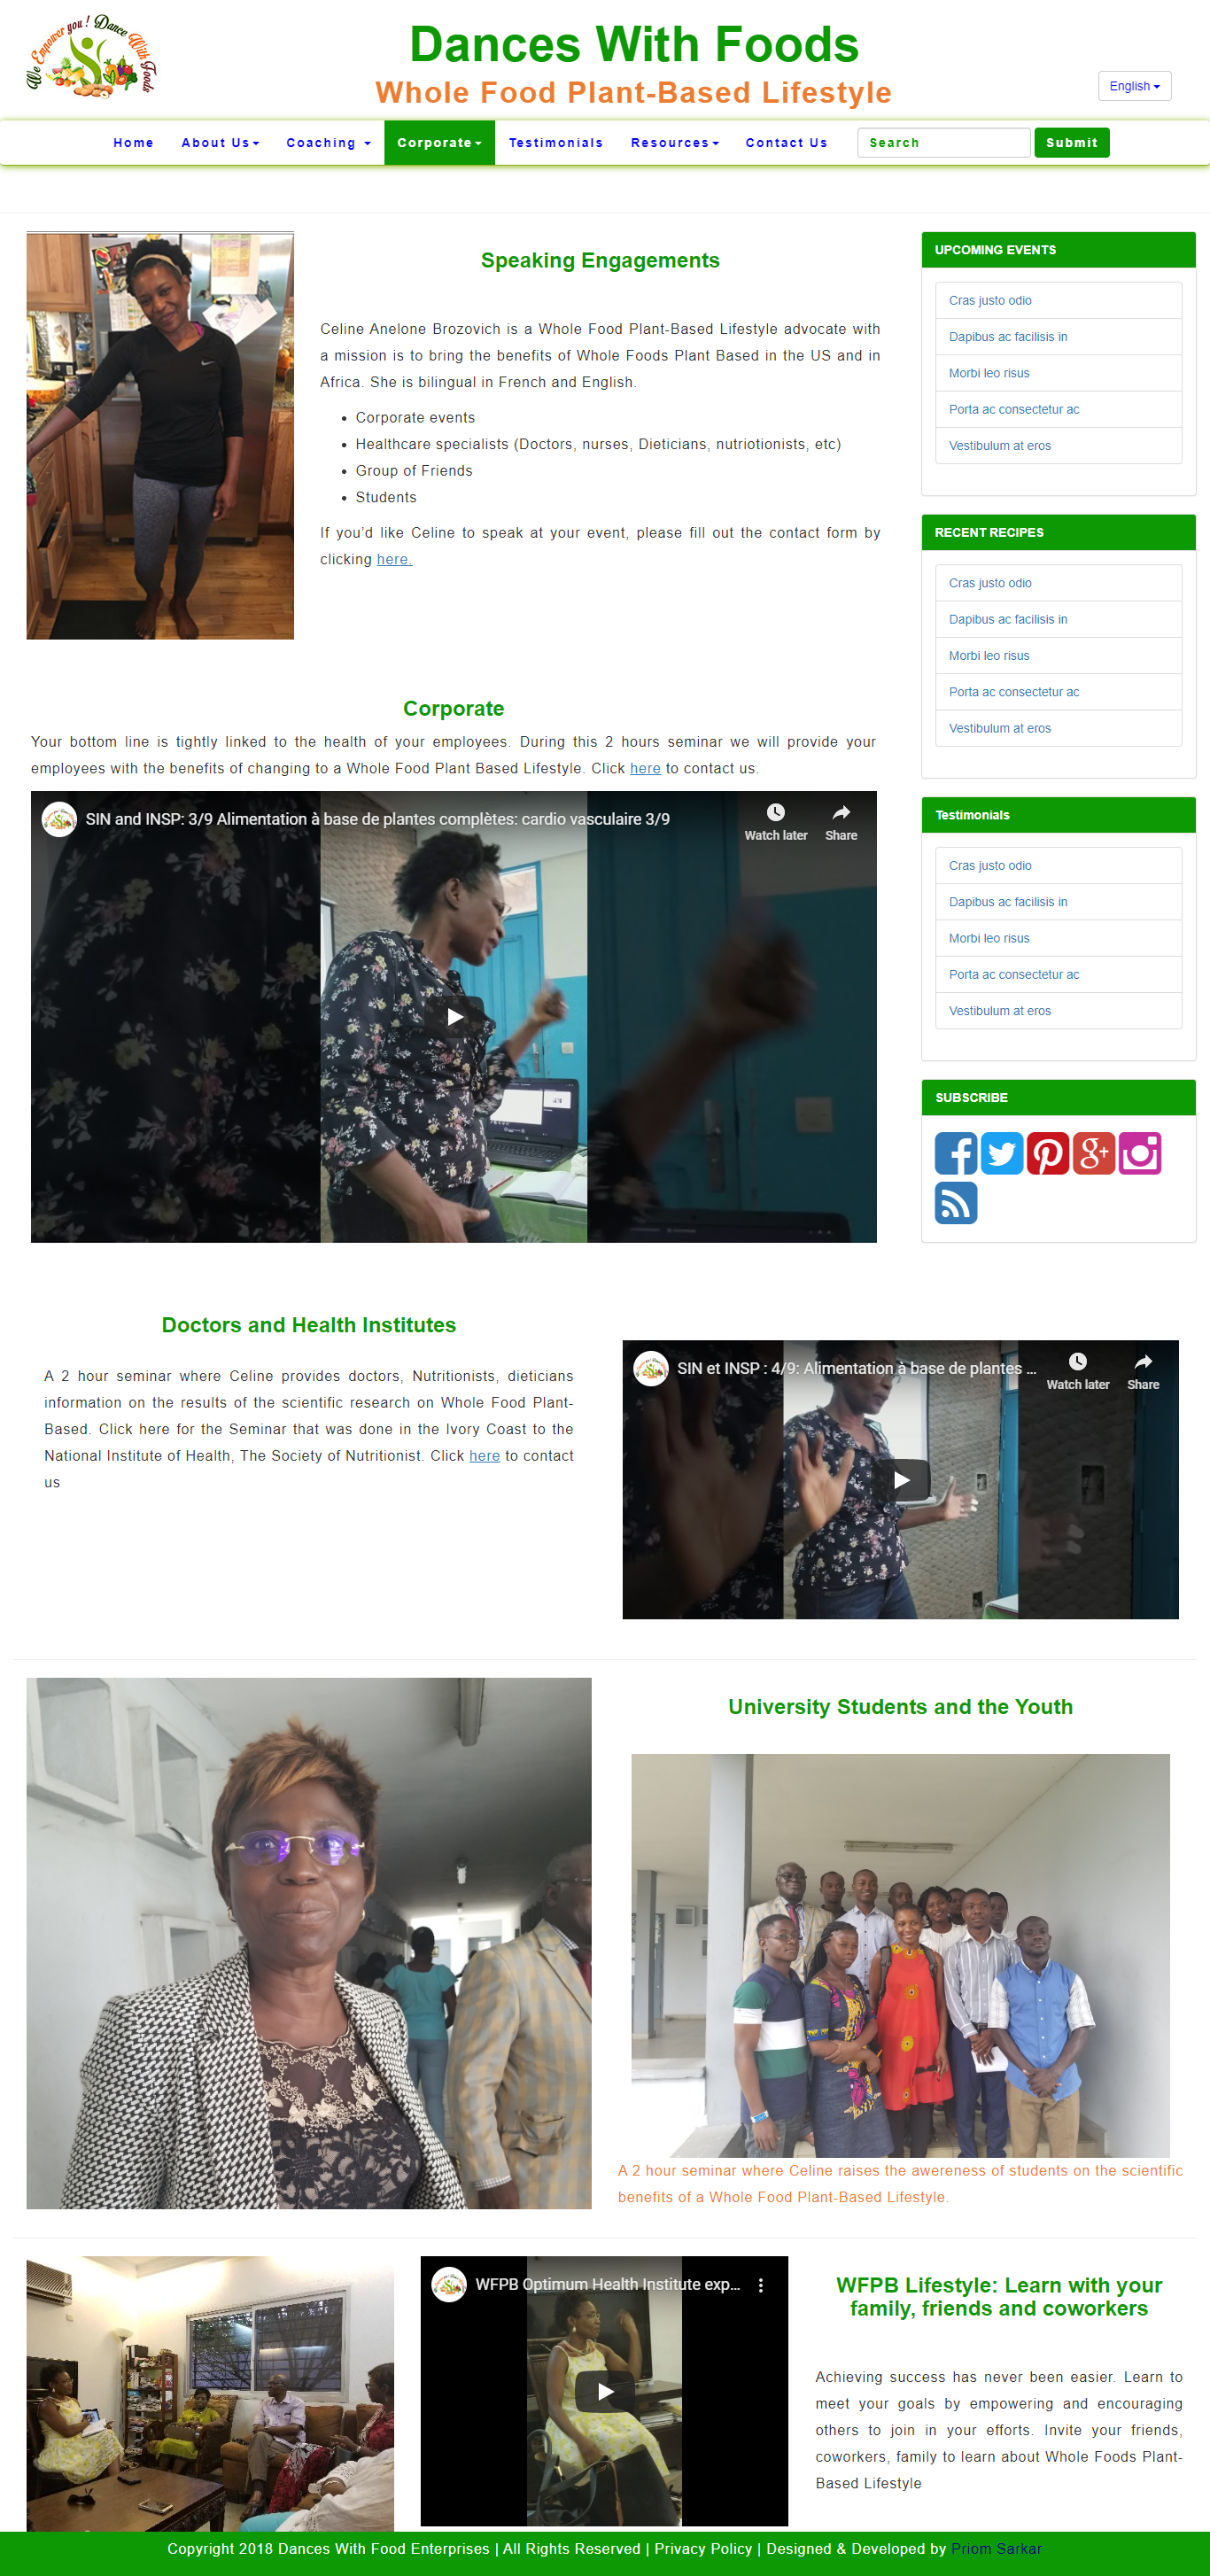 We Empower you! Dance With Foods
Dances With Foods
Whole Food Plant-Based Lifestyle
English
Home About Us Coaching Corporate Testimonials Resources Contact Us Search Submit
Speaking Engagements
Celine Anelone Brozovich is a Whole Food Plant-Based Lifestyle advocate with
a mission is to bring the benefits of Whole Foods Plant Based in the US and in
Africa. She is bilingual in French and English.
• Corporate events
• Healthcare specialists (Doctors, nurses, Dieticians, nutriotionists, etc)
• Group of Friends
• Students
If you’d like Celine to speak at your event, please fill out the contact form by
clicking here.
UPCOMING EVENTS
Cras justo odio
Dapibus ac facilisis in
Morbi leo risus
Porta ac consectetur ac
Vestibulum at eros
RECENT RECIPES
Cras justo odio
Dapibus ac facilisis in
Morbi leo risus
Porta ac consectetur ac
Vestibulum at eros
Testimonials
Cras justo odio
Dapibus ac facilisis in
Morbi leo risus
Porta ac consectetur ac
Vestibulum at eros
SUBSCRIBE
Corporate
Your bottom line is tightly linked to the health of your employees. During this 2 hours seminar we will provide your
employees with the benefits of changing to a Whole Food Plant Based Lifestyle. Click here to contact us.
SIN and INSP: 3/9 Alimentation à base de plantes complètes: cardio vasculaire 3/9
Watch later Share
Doctors and Health Institutes
A 2 hour seminar where Celine provides doctors, Nutritionists, dieticians
information on the results of the scientific research on Whole Food Plant-
Based. Click here for the Seminar that was done in the Ivory Coast to the
National Institute of Health, The Society of Nutritionist. Click here to contact
us
SIN et INSP : 4/9: Alimentation à base de plantes ...
Watch later Share
University Students and the Youth
A 2 hour seminar where Celine raises the awereness of students on the scientific
benefits of a Whole Food Plant-Based Lifestyle.
WFPB Optimum Health Institute exp...
WFPB Lifestyle: Learn with your
family, friends and coworkers
Achieving success has never been easier. Learn to
meet your goals by empowering and encouraging
others to join in your efforts. Invite your friends,
coworkers, family to learn about Whole Foods Plant-
Based Lifestyle
Copyright 2018 Dances With Food Enterprises | All Rights Reserved | Privacy Policy | Designed & Developed by Priom Sarkar